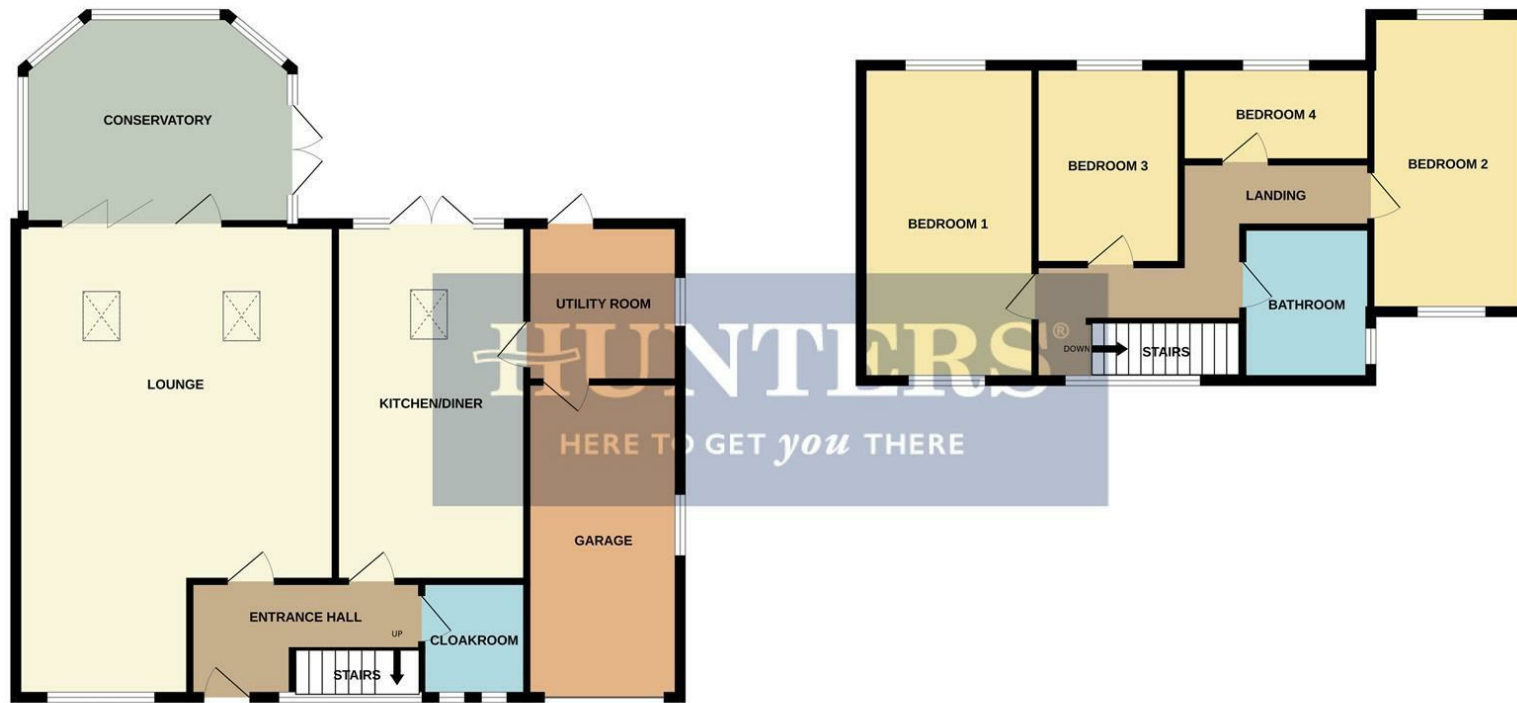 CONSERVATORY
LOUNGE
KITCHEN/DINER
UTILITY ROOM
GARAGE
ENTRANCE HALL
UP
CLOAKROOM
STAIRS
BEDROOM 1
BEDROOM 3
BEDROOM 4
BEDROOM 2
LANDING
BATHROOM
DOWN
STAIRS
HUNTERS®
HERE TO GET you THERE